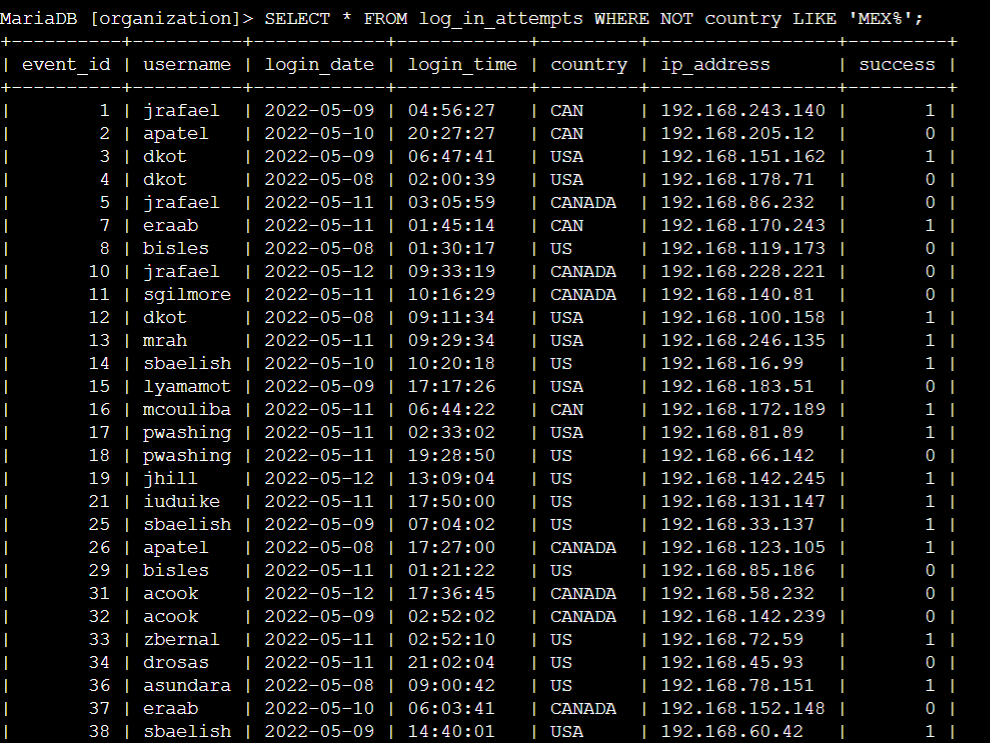 MariaDB [organization]> SELECT * FROM log_in_attempts WHERE NOT country LIKE 'MEX%';
+----------+----------+------------+------------+---------+-----------------+---------+
| event_id | username | login_date | login_time | country | ip_address      | success |
+----------+----------+------------+------------+---------+-----------------+---------+
|        1 | jrafael  | 2022-05-09 | 04:56:27   | CAN     | 192.168.243.140 |       1 |
|        2 | apatel   | 2022-05-10 | 20:27:27   | CAN     | 192.168.205.12  |       0 |
|        3 | dkot     | 2022-05-09 | 06:47:41   | USA     | 192.168.151.162 |       1 |
|        4 | dkot     | 2022-05-08 | 02:00:39   | USA     | 192.168.178.71  |       0 |
|        5 | jrafael  | 2022-05-11 | 03:05:59   | CANADA  | 192.168.86.232  |       0 |
|        7 | eraab    | 2022-05-11 | 01:45:14   | CAN     | 192.168.170.243 |       1 |
|        8 | bisles   | 2022-05-08 | 01:30:17   | US      | 192.168.119.173 |       0 |
|       10 | jrafael  | 2022-05-12 | 09:33:19   | CANADA  | 192.168.228.221 |       0 |
|       11 | sgilmore | 2022-05-11 | 10:16:29   | CANADA  | 192.168.140.81  |       0 |
|       12 | dkot     | 2022-05-08 | 09:11:34   | USA     | 192.168.100.158 |       1 |
|       13 | mrah     | 2022-05-11 | 09:29:34   | USA     | 192.168.246.135 |       1 |
|       14 | sbaelish | 2022-05-10 | 10:20:18   | US      | 192.168.16.99   |       1 |
|       15 | lyamamot | 2022-05-09 | 17:17:26   | USA     | 192.168.183.51  |       0 |
|       16 | mcouliba | 2022-05-11 | 06:44:22   | CAN     | 192.168.172.189 |       1 |
|       17 | pwashing | 2022-05-11 | 02:33:02   | USA     | 192.168.81.89   |       1 |
|       18 | pwashing | 2022-05-11 | 19:28:50   | US      | 192.168.66.142  |       0 |
|       19 | jhill    | 2022-05-12 | 13:09:04   | US      | 192.168.142.245 |       1 |
|       21 | iuduike  | 2022-05-11 | 17:50:00   | US      | 192.168.131.147 |       1 |
|       25 | sbaelish | 2022-05-09 | 07:04:02   | US      | 192.168.33.137  |       1 |
|       26 | apatel   | 2022-05-08 | 17:27:00   | CANADA  | 192.168.123.105 |       1 |
|       29 | bisles   | 2022-05-11 | 01:21:22   | US      | 192.168.85.186  |       0 |
|       31 | acook    | 2022-05-12 | 17:36:45   | CANADA  | 192.168.58.232  |       0 |
|       32 | acook    | 2022-05-09 | 02:52:02   | CANADA  | 192.168.142.239 |       0 |
|       33 | zbernal  | 2022-05-11 | 02:52:10   | US      | 192.168.72.59   |       1 |
|       34 | drosas   | 2022-05-11 | 21:02:04   | US      | 192.168.45.93   |       0 |
|       36 | asundara | 2022-05-08 | 09:00:42   | US      | 192.168.78.151  |       1 |
|       37 | eraab    | 2022-05-10 | 06:03:41   | CANADA  | 192.168.152.148 |       0 |
|       38 | sbaelish | 2022-05-09 | 14:40:01   | USA     | 192.168.60.42   |       1 |